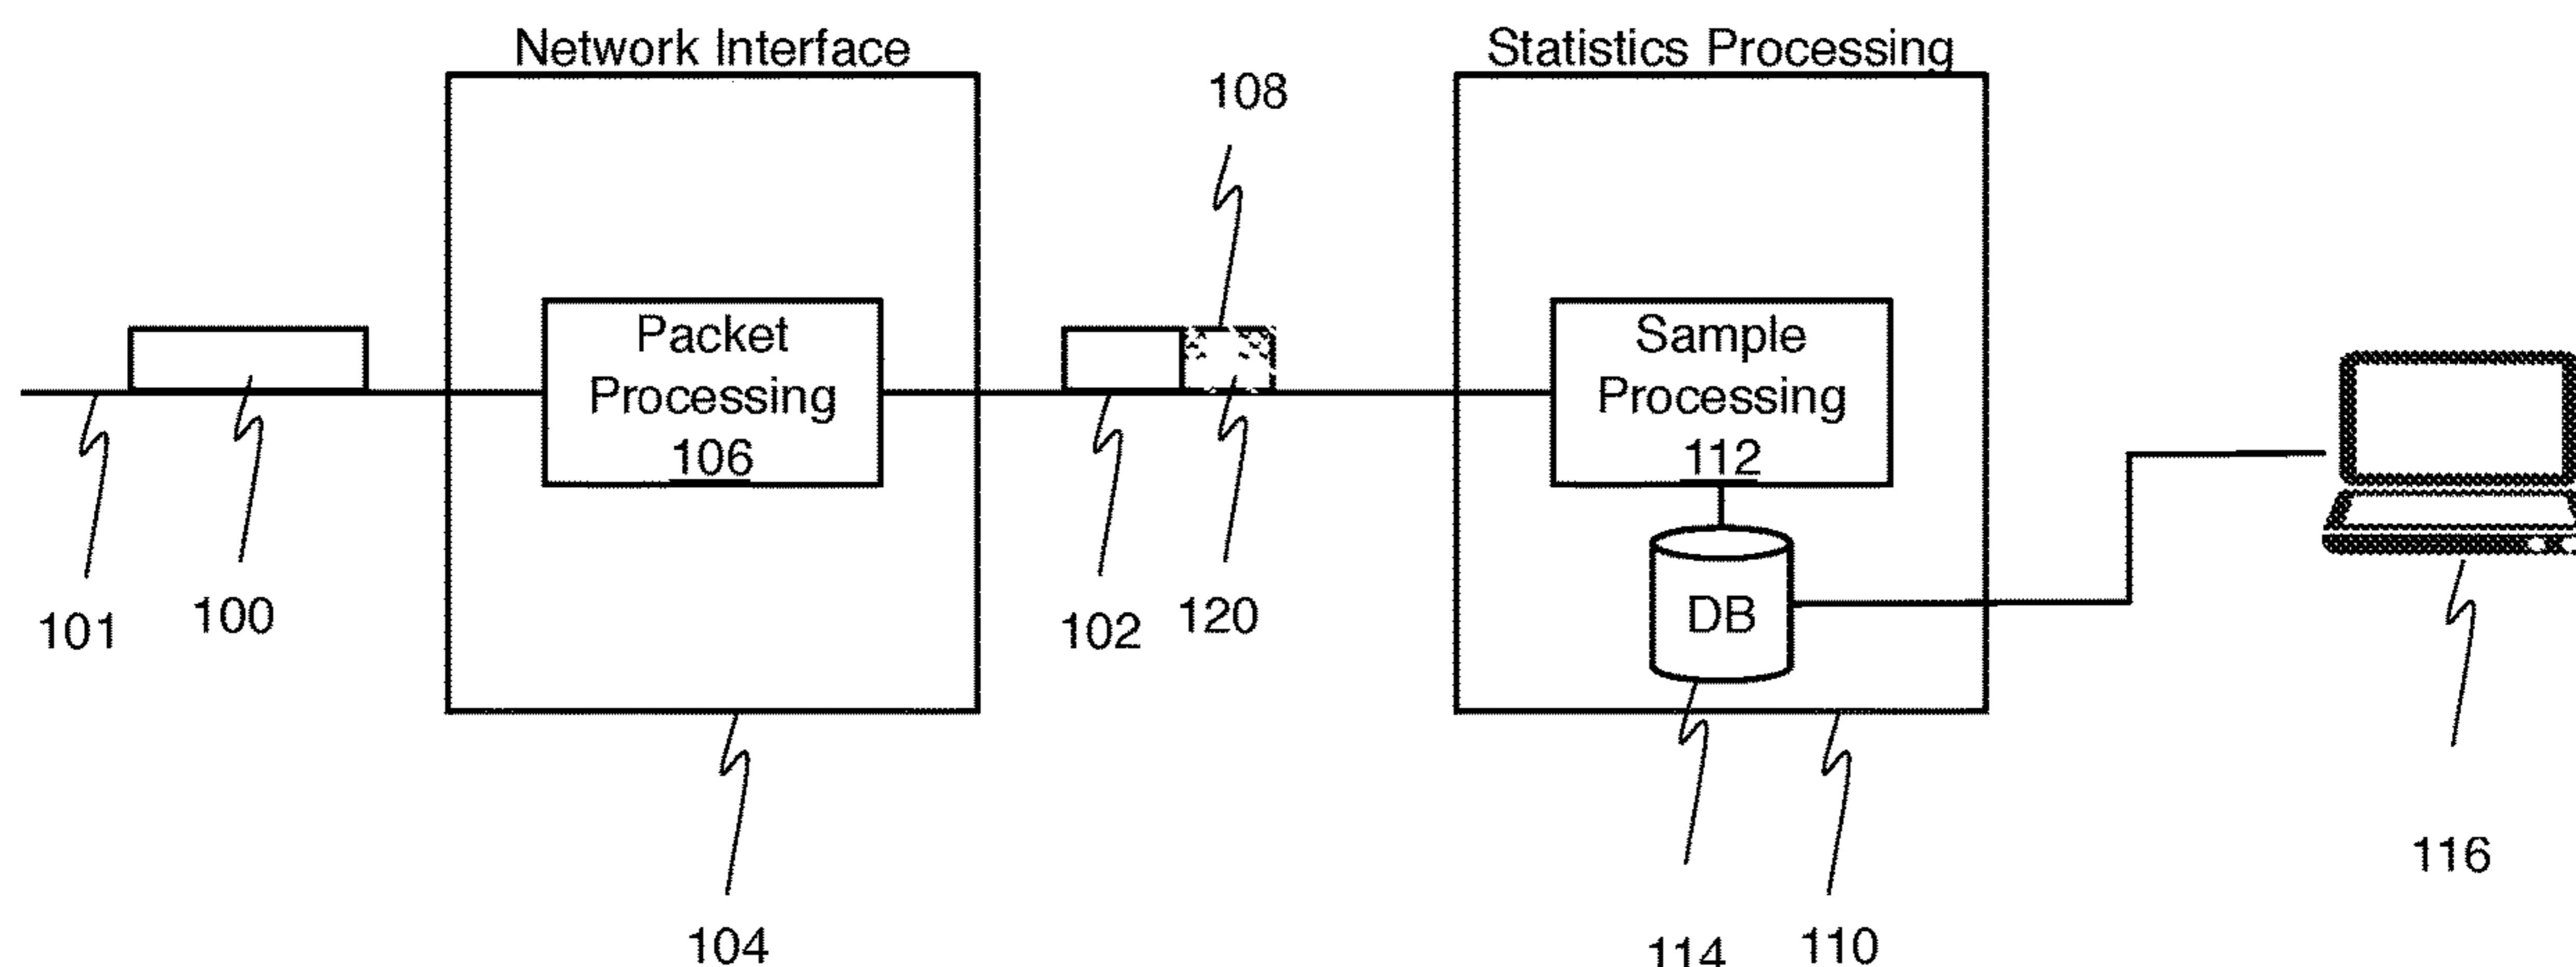 Network Interface
Statistics Processing
108
Packet
Processing
106
Sample
Processing
112
DB
101
100
102
120
116
104
114
110